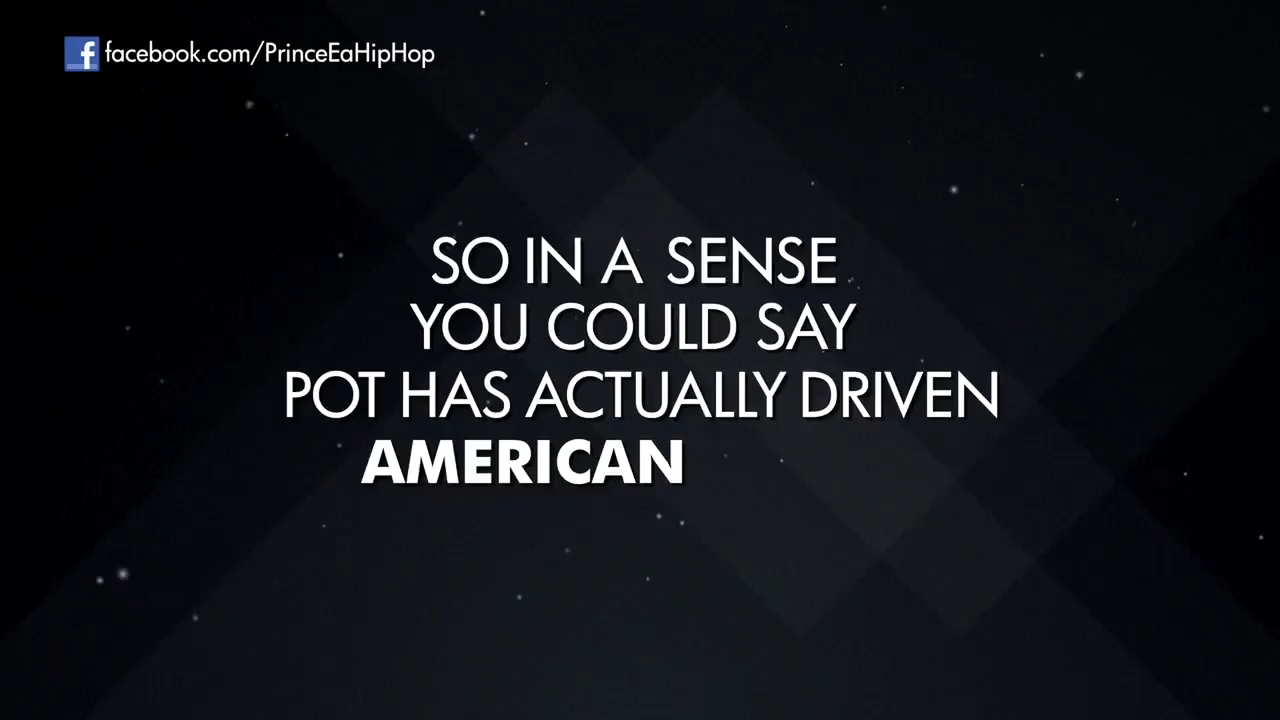 facebook.com/PrinceEaHipHop
SO IN A SENSE
YOU COULD SAY
POT HAS ACTUALLY DRIVEN
AMERICAN